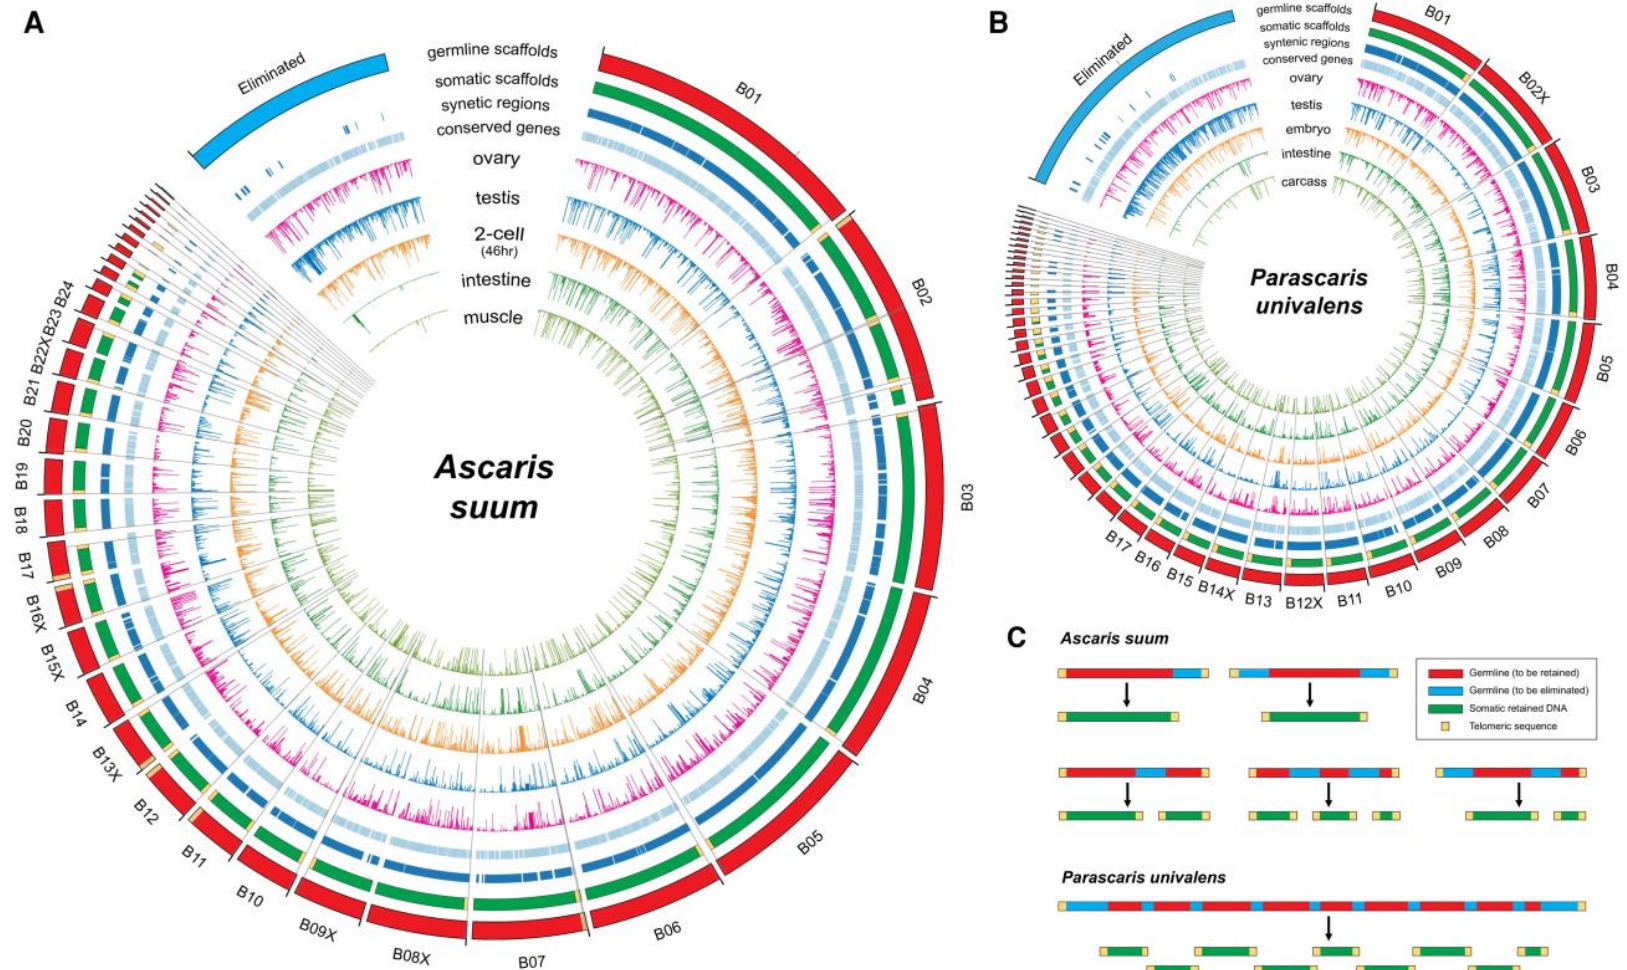 A
Eliminated
germline scaffolds
somatic scaffolds
synetic regions
conserved genes
ovary
testis
2-cell
(46hr)
intestine
muscle
Ascaris
suum
B01
B02
B03
B04
B05
B06
B07
B08X
B09X
B10
B11
B12
B13X
B14
B15X
B16X
B17
B18
B19
B20
B21
B22X
B23
B24
B
Eliminated
germline scaffolds
somatic scaffolds
syntenic regions
conserved genes
ovary
testis
embryo
intestine
carcass
Parascaris
univalens
B01
B02X
B03
B04
B05
B06
B07
B08
B09
B10
B11
B12X
B13
B14X
B15
B16
B17
C
Ascaris suum
Germline (to be retained)
Germline (to be eliminated)
Somatic retained DNA
Telomeric sequence
Parascaris univalens